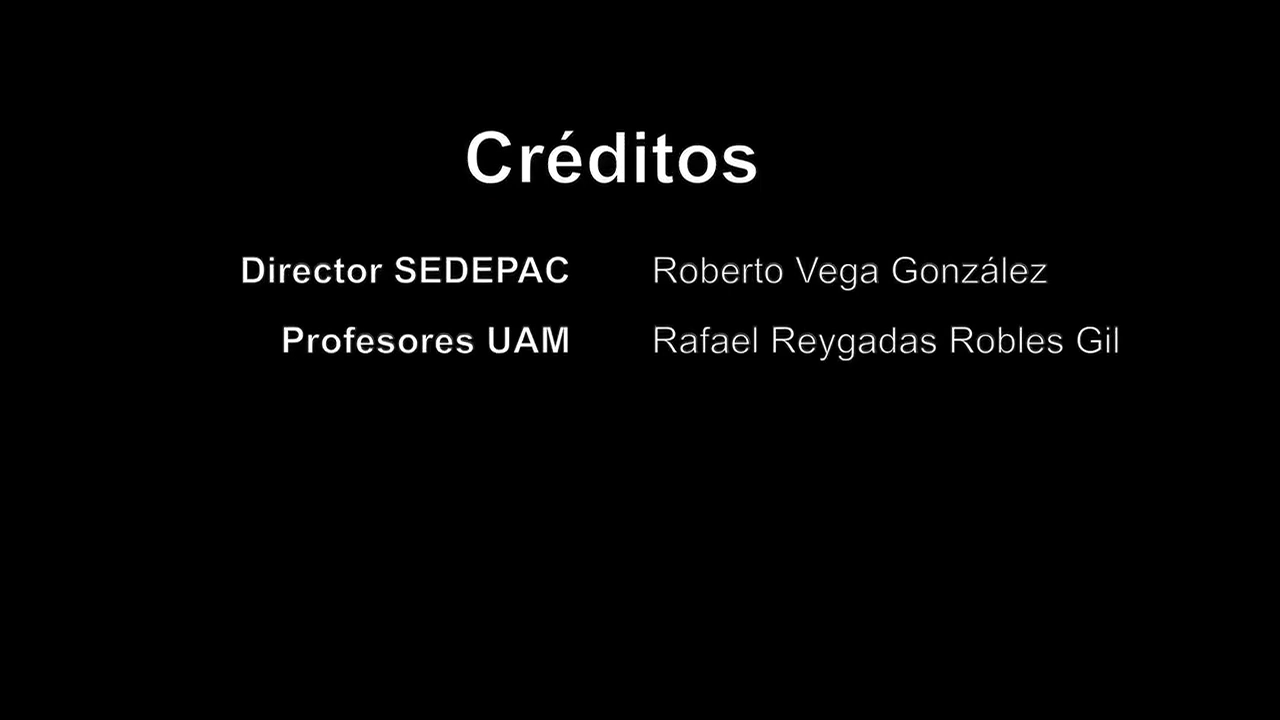 Créditos
Director SEDEPAC Roberto Vega González
Profesores UAM Rafael Reygadas Robles Gil